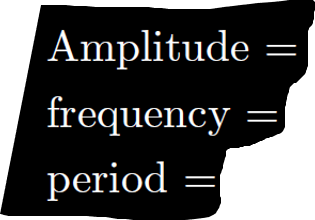 Amplitude =
frequency =
period =